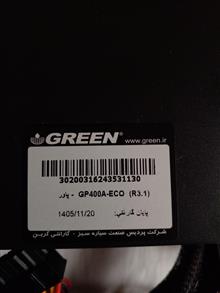 GREEN
www.green.ir
30200316243531130
پاور - GP400A-ECO (R3.1)
پایان گارانتی: 1405/11/20
شرکت پردیس صنعت سیاره سبز - گارانتی گرین